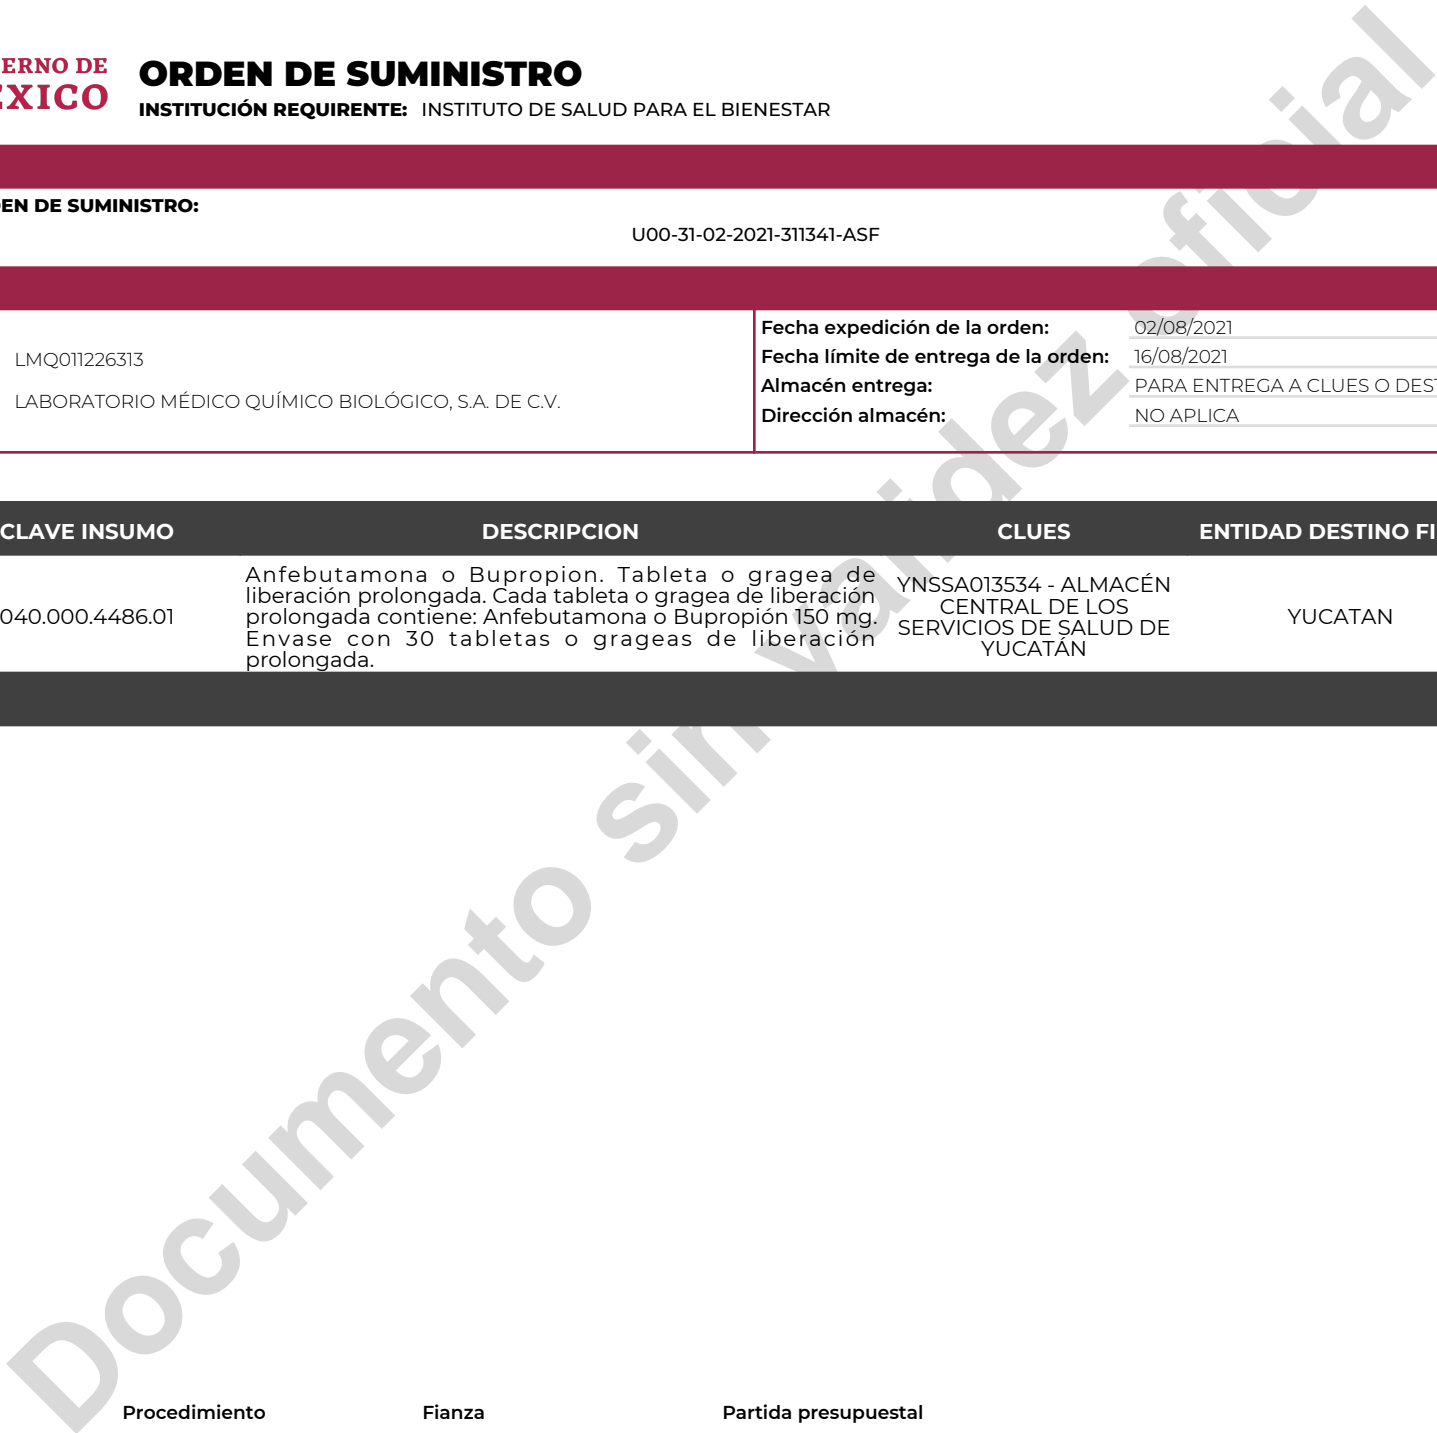 ERNO DE
EXICO
ORDEN DE SUMINISTRO
INSTITUCIÓN REQUIRENTE: INSTITUTO DE SALUD PARA EL BIENESTAR
EN DE SUMINISTRO:
U00-31-02-2021-311341-ASF
LMQ011226313
LABORATORIO MÉDICO QUÍMICO BIOLÓGICO, S.A. DE C.V.
Fecha expedición de la orden: 02/08/2021
Fecha límite de entrega de la orden: 16/08/2021
Almacén entrega: PARA ENTREGA A CLUES O DEST
Dirección almacén: NO APLICA
CLAVE INSUMO DESCRIPCION CLUES ENTIDAD DESTINO FI
040.000.4486.01
Anfebutamona o Bupropion. Tableta o gragea de
liberación prolongada. Cada tableta o gragea de liberación
prolongada contiene: Anfebutamona o Bupropión 150 mg.
Envase con 30 tabletas o grageas de liberación
prolongada.
YNSSA013534 - ALMACÉN
CENTRAL DE LOS
SERVICIOS DE SALUD DE
YUCATÁN
YUCATAN
Documento sin validez oficial
Procedimiento Fianza Partida presupuestal